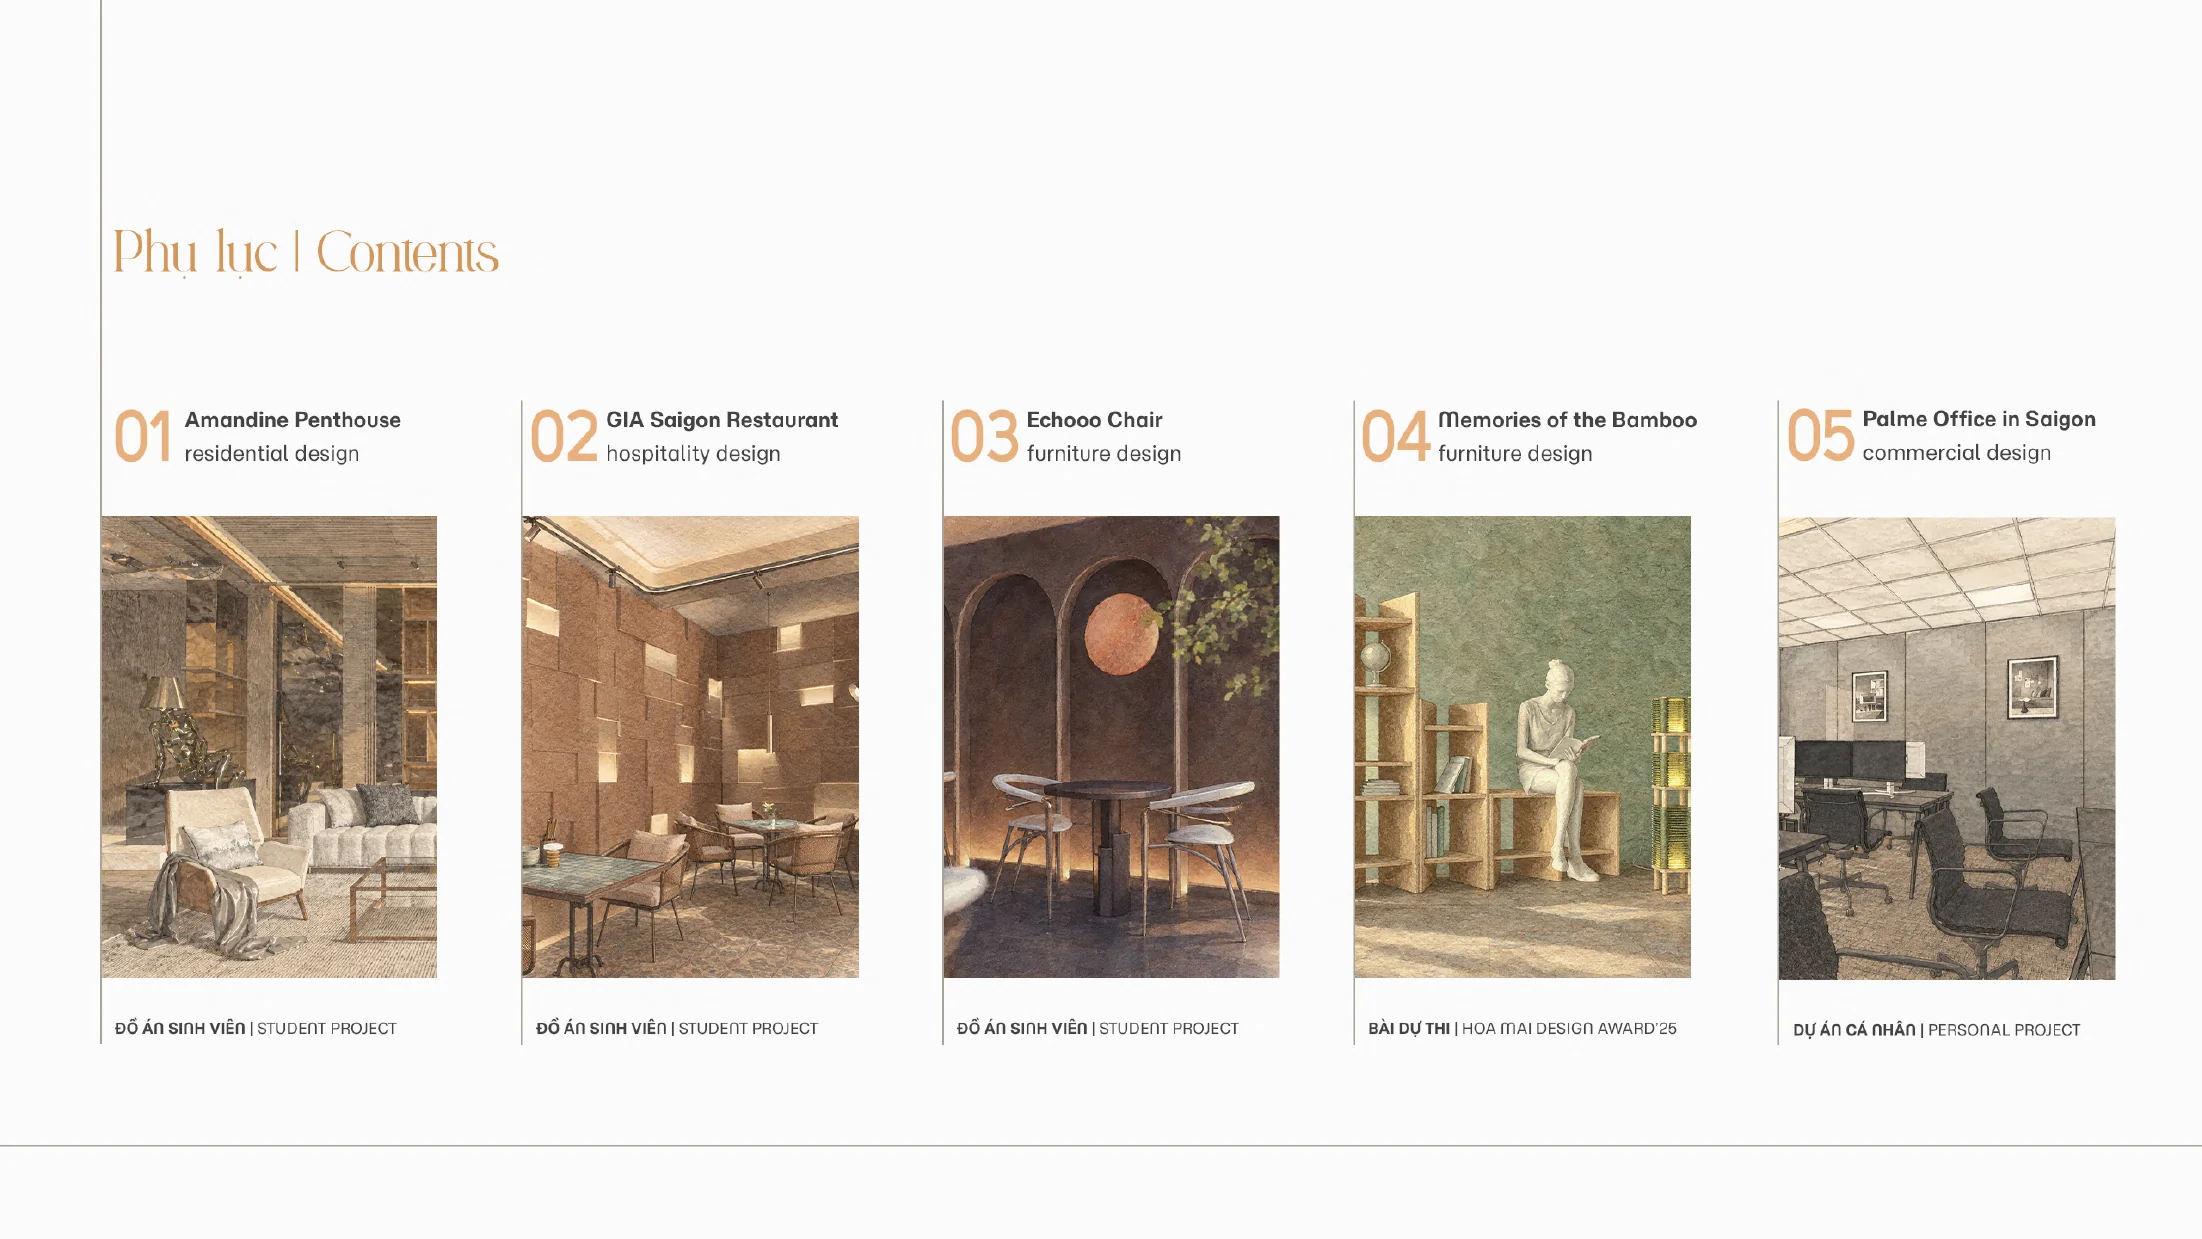 Phụ lục | Contents
01 Amandine Penthouse
residential design
02 GIA Saigon Restaurant
hospitality design
03 Echooo Chair
furniture design
04 Memories of the Bamboo
furniture design
05 Palme Office in Saigon
commercial design
ĐỒ ÁN SINH VIÊN | STUDENT PROJECT
ĐỒ ÁN SINH VIÊN | STUDENT PROJECT
ĐỒ ÁN SINH VIÊN | STUDENT PROJECT
BÀI DỰ THI | HOA MAI DESIGN AWARD'25
DỰ ÁN CÁ NHÂN | PERSONAL PROJECT